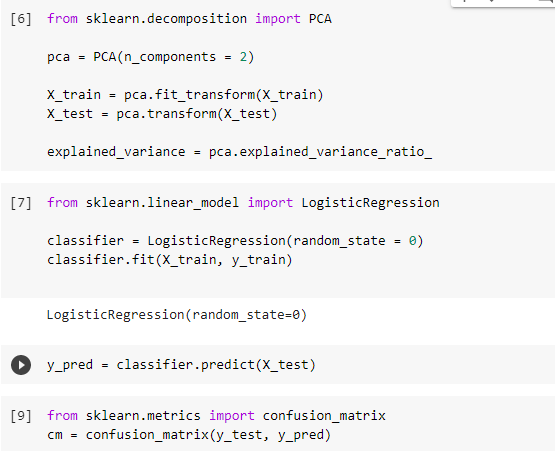 [6] from sklearn.decomposition import PCA
pca = PCA(n_components = 2)
X_train = pca.fit_transform(X_train)
X_test = pca.transform(X_test)
explained_variance = pca.explained_variance_ratio_
[7] from sklearn.linear_model import LogisticRegression
classifier = LogisticRegression(random_state = 0)
classifier.fit(X_train, y_train)
LogisticRegression(random_state=0)
y_pred = classifier.predict(X_test)
[9] from sklearn.metrics import confusion_matrix
cm = confusion_matrix(y_test, y_pred)